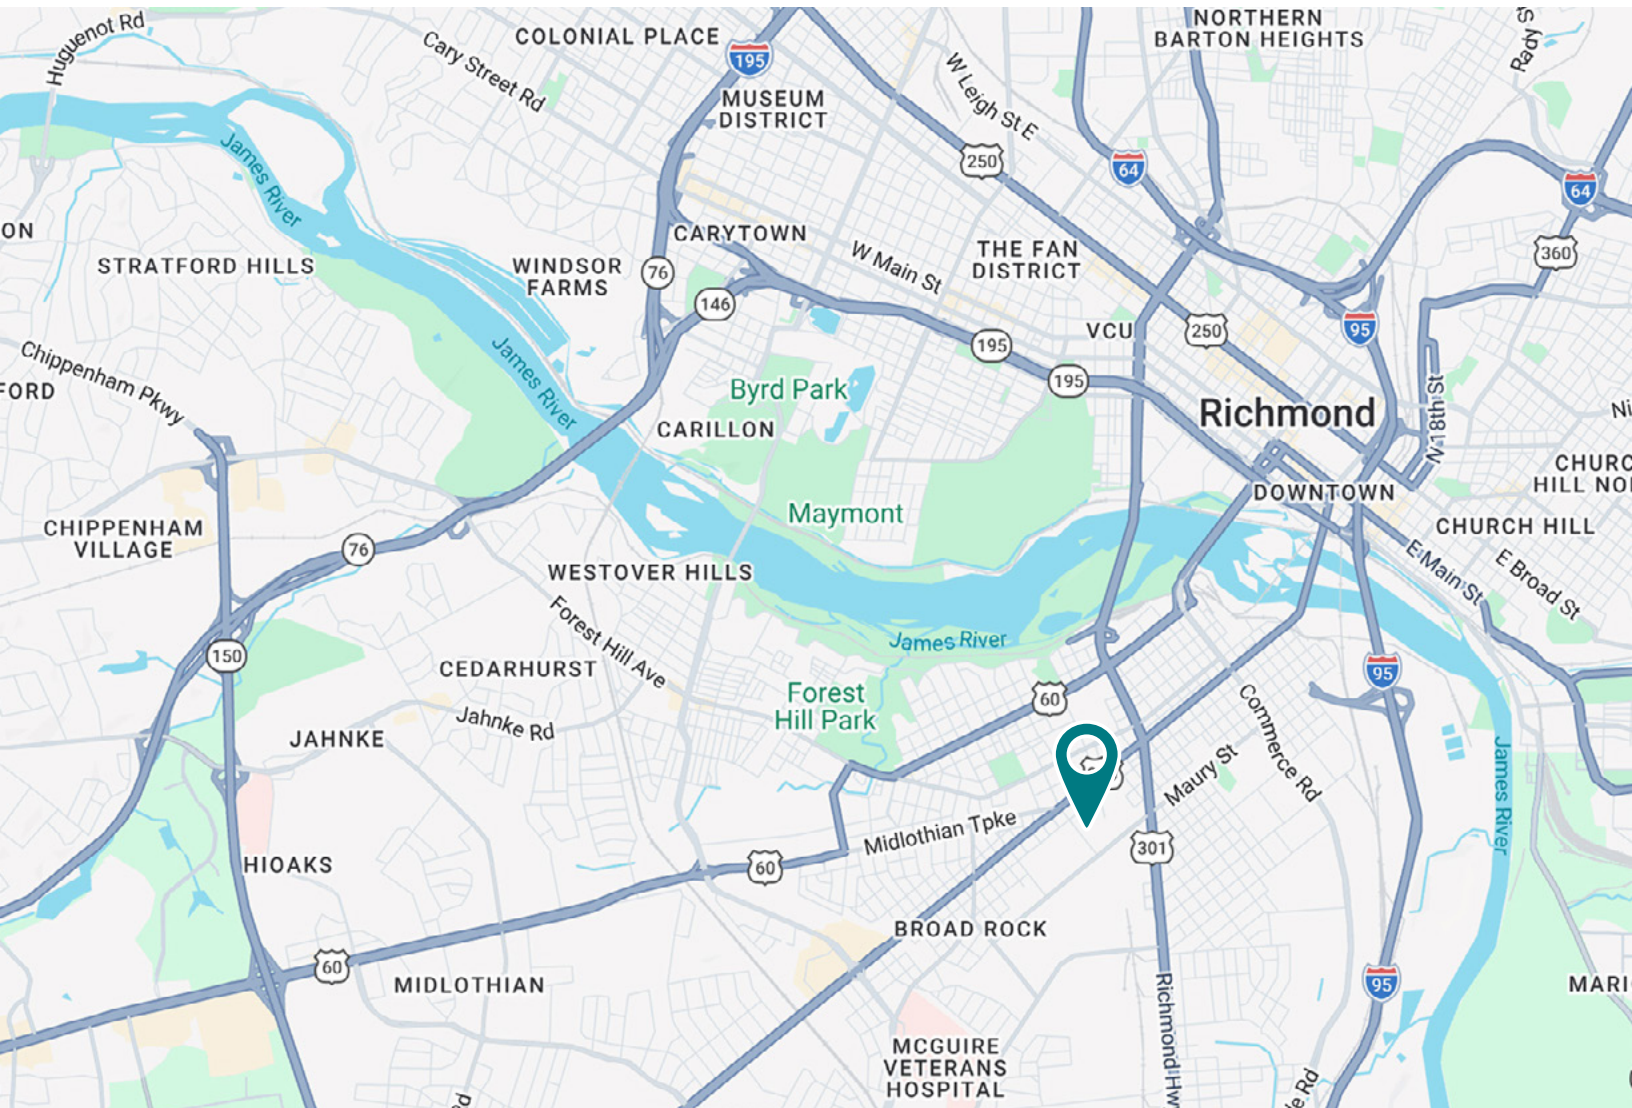 Huguenot Rd
COLONIAL PLACE
NORTHERN
BARTON HEIGHTS
Cary Street Rd
195
MUSEUM
DISTRICT
W Leigh St E
250
64
64
James River
ON
CARYTOWN
W Main St
THE FAN
DISTRICT
360
STRATFORD HILLS
WINDSOR
FARMS
76
146
195
VCU
250
95
Chippenham Pkwy
FORD
James River
Byrd Park
195
Richmond
N 18th St
CARILLON
DOWNTOWN
CHURCH HILL
CHIPPENHAM
VILLAGE
76
Maymont
E Main St
E Broad St
WESTOVER HILLS
Forest Hill Ave
James River
150
CEDARHURST
Forest
Hill Park
60
95
Jahnke Rd
JAHNKE
Commerce Rd
Maury St
James River
Midlothian Tpke
301
HIOAKS
60
BROAD ROCK
60
MIDLOTHIAN
95
Richmond Hw
MARI
MCGUIRE
VETERANS
HOSPITAL